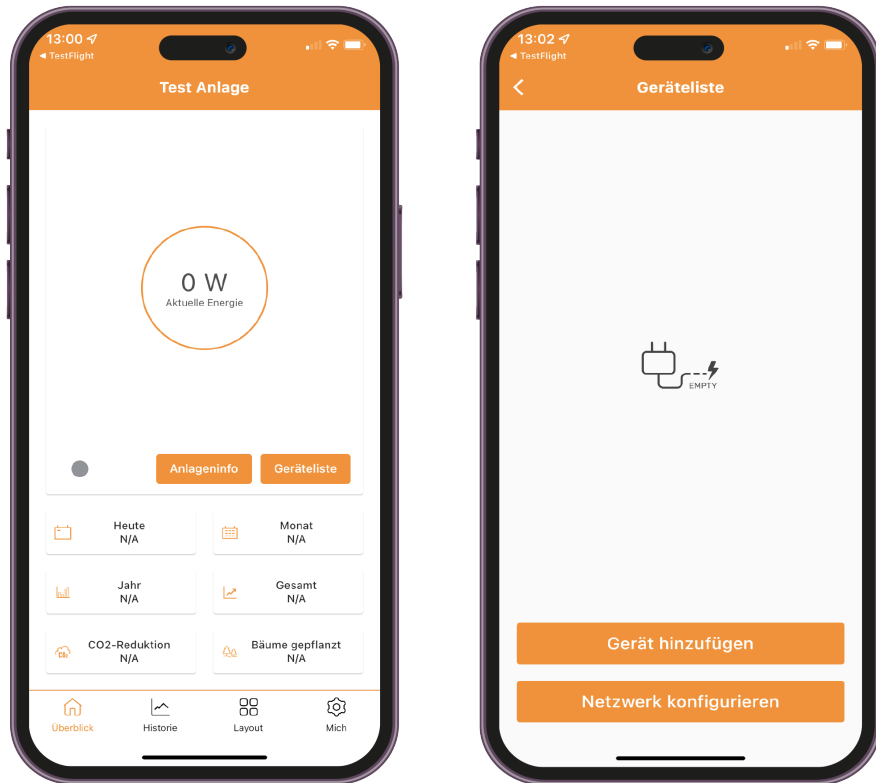 13:00
◀ TestFlight
Test Anlage
0 W
Aktuelle Energie
Anlageninfo
Geräteliste
Heute
N/A
Monat
N/A
Jahr
N/A
Gesamt
N/A
CO2-Reduktion
N/A
CO₂
Bäume gepflanzt
N/A
Überblick
Historie
Layout
Mich
13:02
◀ TestFlight
Geräteliste
EMPTY
Gerät hinzufügen
Netzwerk konfigurieren